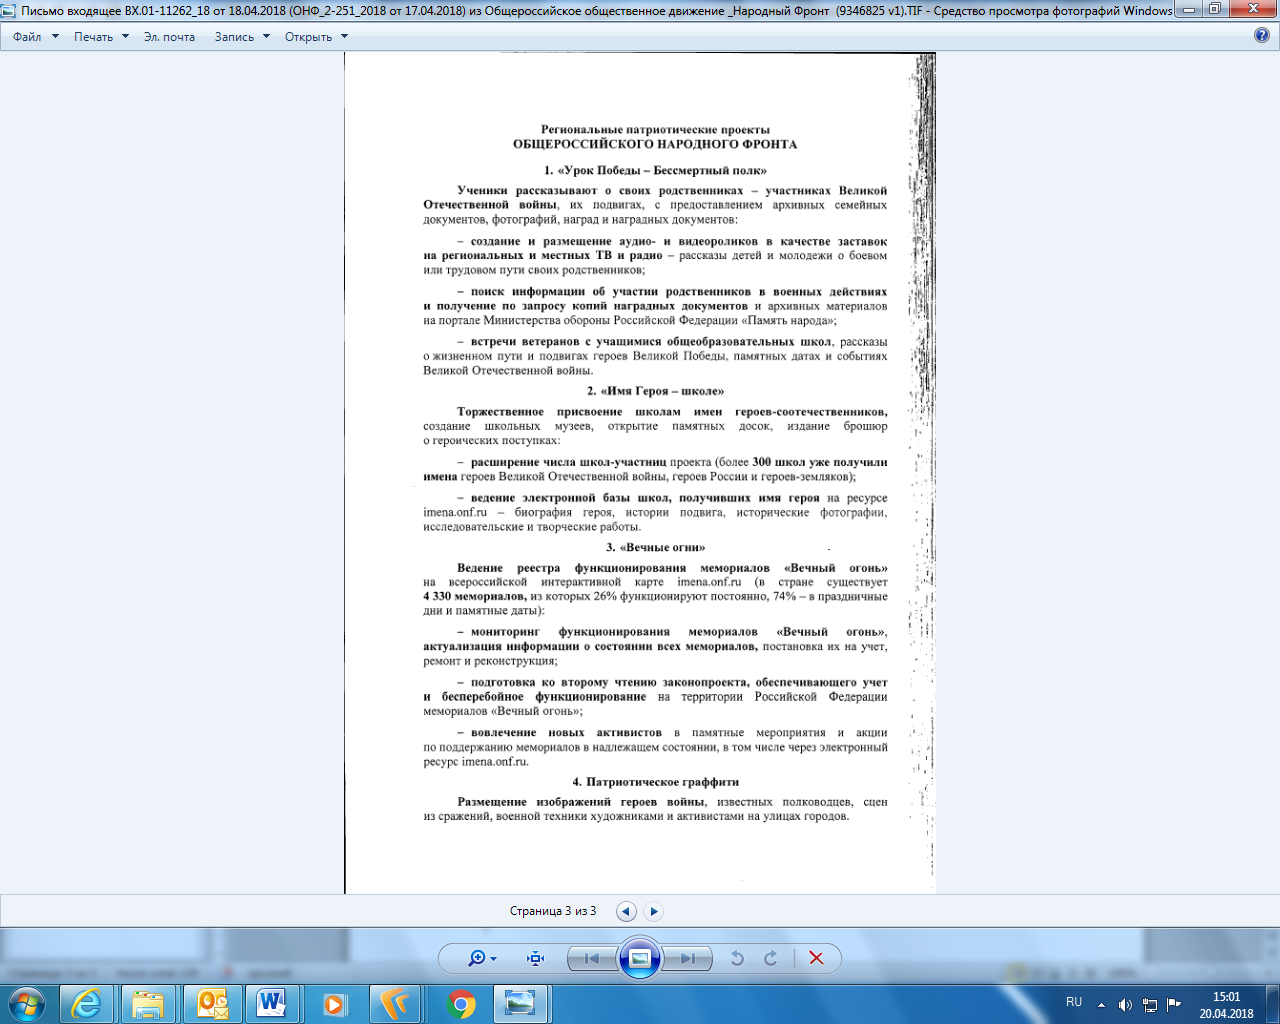 Письмо входящее ВХ.01-11262_18 от 18.04.2018 (ОНФ_2-251_2018 от 17.04.2018) из Общероссийское общественное движение _Народный Фронт (9346825 v1).TIF - Средство просмотра фотографий Windows
Файл Печать Эл. почта Запись Открыть
Региональные патриотические проекты
ОБЩЕРОССИЙСКОГО НАРОДНОГО ФРОНТА
1. «Урок Победы – Бессмертный полк»
Ученики рассказывают о своих родственниках – участниках Великой
Отечественной войны, их подвигах, с предоставлением архивных семейных
документов, фотографий, наград и наградных документов:
– создание и размещение аудио- и видеороликов в качестве заставок
на региональных и местных ТВ и радио – рассказы детей и молодежи о боевом
или трудовом пути своих родственников;
– поиск информации об участии родственников в военных действиях
и получение по запросу копий наградных документов и архивных материалов
на портале Министерства обороны Российской Федерации «Память народа»;
– встречи ветеранов с учащимися общеобразовательных школ, рассказы
о жизненном пути и подвигах героев Великой Победы, памятных датах и событиях
Великой Отечественной войны.
2. «Имя Героя – школе»
Торжественное присвоение школам имен героев-соотечественников,
создание школьных музеев, открытие памятных досок, издание брошюр
о героических поступках:
– расширение числа школ-участниц проекта (более 300 школ уже получили
имена героев Великой Отечественной войны, героев России и героев-земляков);
– ведение электронной базы школ, получивших имя героя на ресурсе
imena.onf.ru – биография героя, истории подвига, исторические фотографии,
исследовательские и творческие работы.
3. «Вечные огни»
Ведение реестра функционирования мемориалов «Вечный огонь»
на всероссийской интерактивной карте imena.onf.ru (в стране существует
4 330 мемориалов, из которых 26% функционируют постоянно, 74% – в праздничные
дни и памятные даты):
– мониторинг функционирования мемориалов «Вечный огонь»,
актуализация информации о состоянии всех мемориалов, постановка их на учет,
ремонт и реконструкция;
– подготовка ко второму чтению законопроекта, обеспечивающего учет
и бесперебойное функционирование на территории Российской Федерации
мемориалов «Вечный огонь»;
– вовлечение новых активистов в памятные мероприятия и акции
по поддержанию мемориалов в надлежащем состоянии, в том числе через электронный
ресурс imena.onf.ru.
4. Патриотическое граффити
Размещение изображений героев войны, известных полководцев, сцен
из сражений, военной техники художниками и активистами на улицах городов.
Страница 3 из 3
RU
15:01
20.04.2018